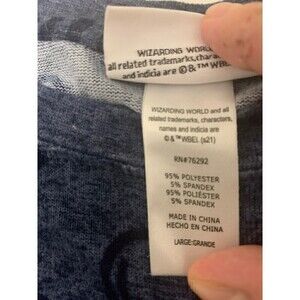 WIZARDING WORLD
all related trademarks, charac
and indicia are © & ™ WBEI
WIZARDING WORLD and all
related trademarks, characters,
names and indicia are
© & ™WBEI. (s21)
RN#76292
95% POLYESTER
5% SPANDEX
95% POLIÉSTER
5% SPANDEX
MADE IN CHINA
HECHO EN CHINA
LARGE:GRANDE